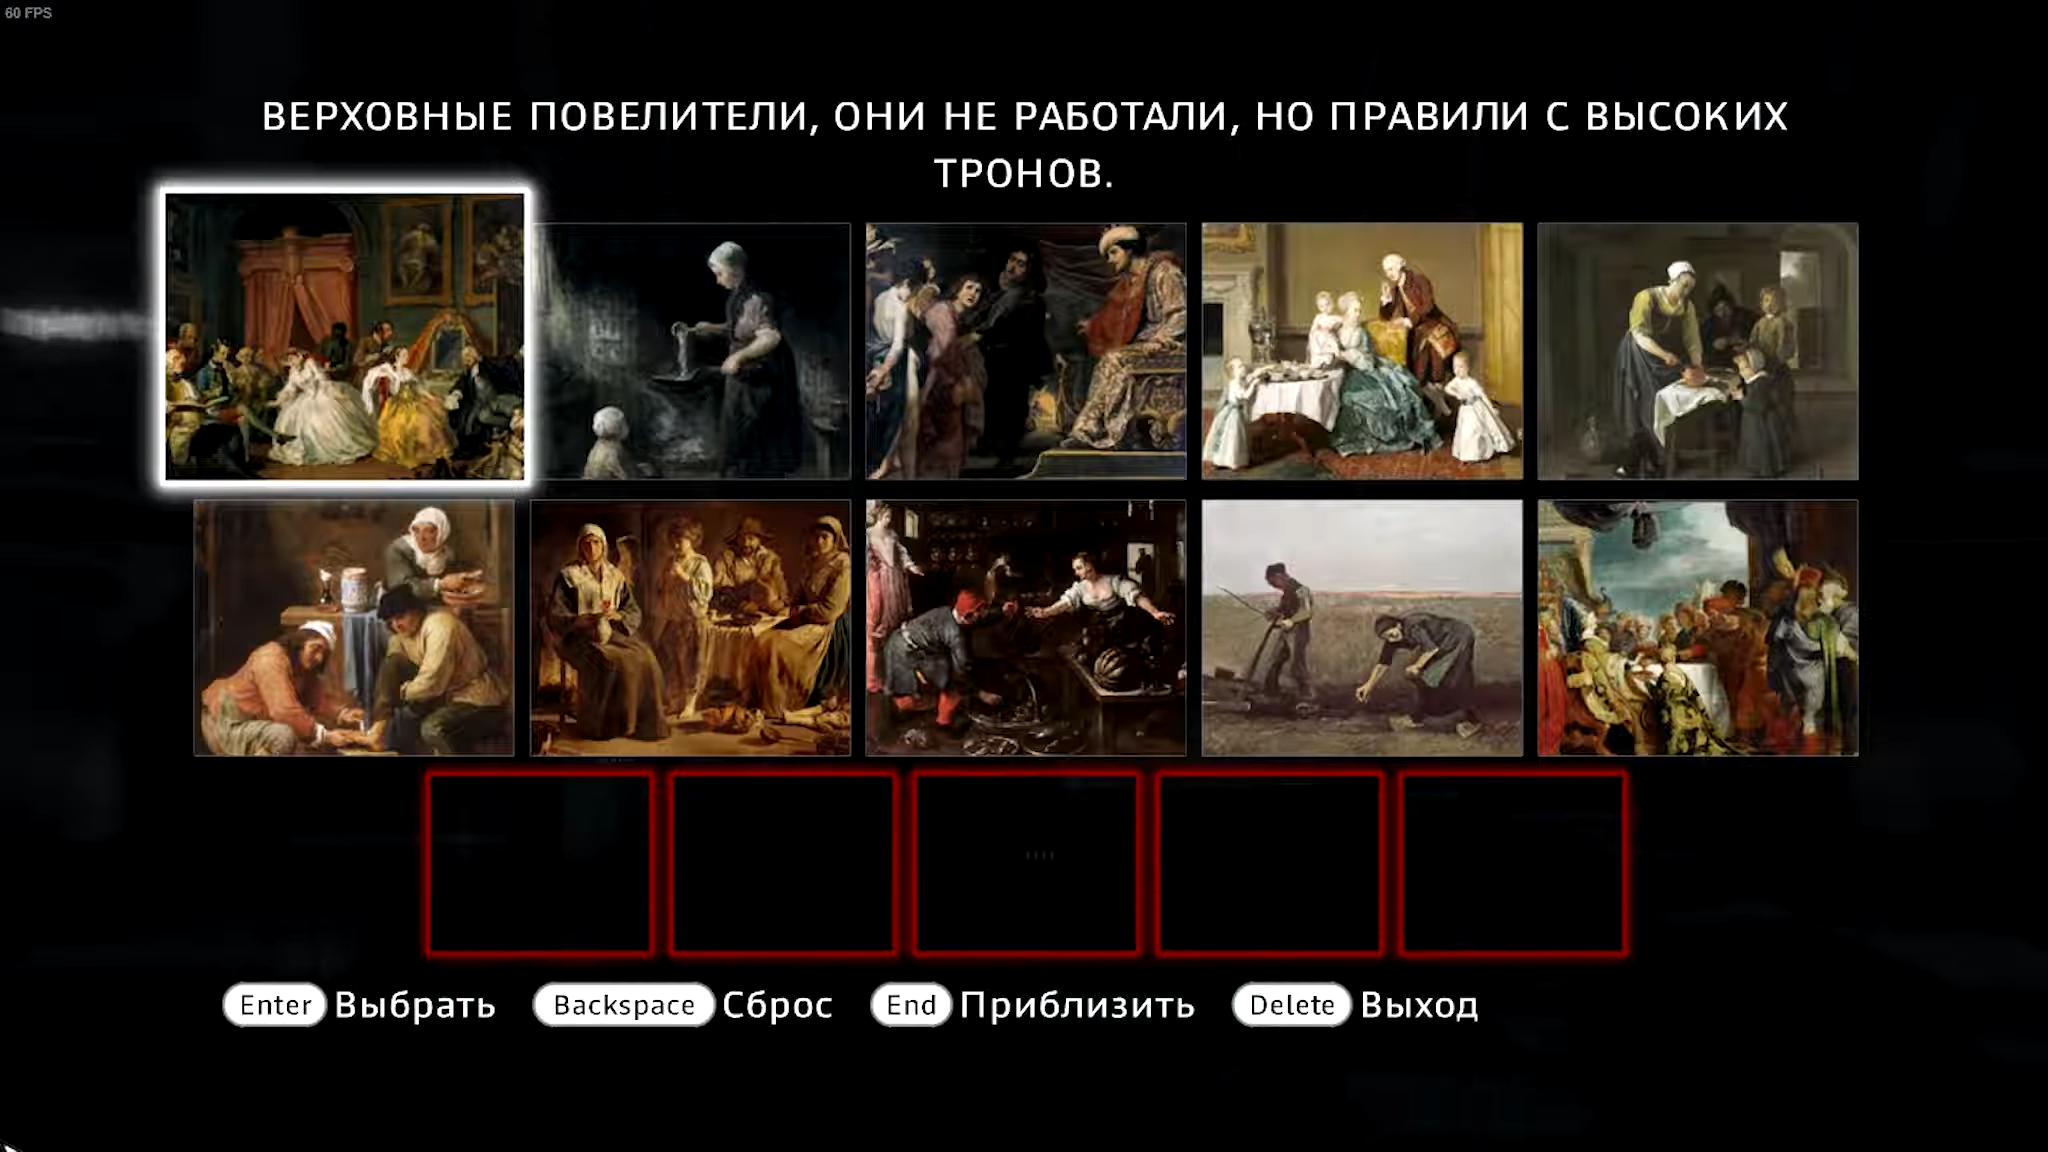 60 FPS
ВЕРХОВНЫЕ ПОВЕЛИТЕЛИ, ОНИ НЕ РАБОТАЛИ, НО ПРАВИЛИ С ВЫСОКИХ
ТРОНОВ.
Enter Выбрать Backspace Сброс End Приблизить Delete Выход